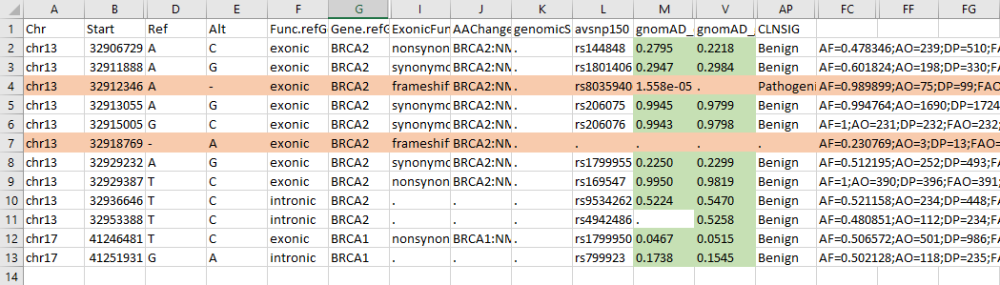 A B D E F G I J K L M V AP FC FF FG
1 Chr Start Ref Alt Func.refG Gene.refG ExonicFun AAChange genomicS avsnp150 gnomAD_ gnomAD_ CLNSIG
2 chr13 32906729 A C exonic BRCA2 nonsynon BRCA2:NM . rs144848 0.2795 0.2218 Benign AF=0.478346;AO=239;DP=510;FA
3 chr13 32911888 A G exonic BRCA2 synonymo BRCA2:NM . rs1801406 0.2947 0.2984 Benign AF=0.601824;AO=198;DP=330;FA
4 chr13 32912346 A - exonic BRCA2 frameshif BRCA2:NM . rs8035940 1.558e-05 . Pathogeni AF=0.989899;AO=75;DP=99;FAO
5 chr13 32913055 A G exonic BRCA2 synonymo BRCA2:NM . rs206075 0.9945 0.9799 Benign AF=0.994764;AO=1690;DP=1724
6 chr13 32915005 G C exonic BRCA2 synonymo BRCA2:NM . rs206076 0.9943 0.9798 Benign AF=1;AO=231;DP=232;FAO=232;
7 chr13 32918769 - A exonic BRCA2 frameshif BRCA2:NM . . . . . AF=0.230769;AO=3;DP=13;FAO=
8 chr13 32929232 A G exonic BRCA2 synonymo BRCA2:NM . rs1799955 0.2250 0.2299 Benign AF=0.512195;AO=252;DP=493;FA
9 chr13 32929387 T C exonic BRCA2 nonsynon BRCA2:NM . rs169547 0.9950 0.9819 Benign AF=1;AO=390;DP=396;FAO=391;
10 chr13 32936646 T C intronic BRCA2 . . . rs9534262 0.5224 0.5470 Benign AF=0.521158;AO=234;DP=448;FA
11 chr13 32953388 T C intronic BRCA2 . . . rs4942486 . 0.5258 Benign AF=0.480851;AO=112;DP=234;FA
12 chr17 41246481 T C exonic BRCA1 nonsynon BRCA1:NM . rs1799950 0.0467 0.0515 Benign AF=0.506572;AO=501;DP=986;FA
13 chr17 41251931 G A intronic BRCA1 . . . rs799923 0.1738 0.1545 Benign AF=0.502128;AO=118;DP=235;FA
14